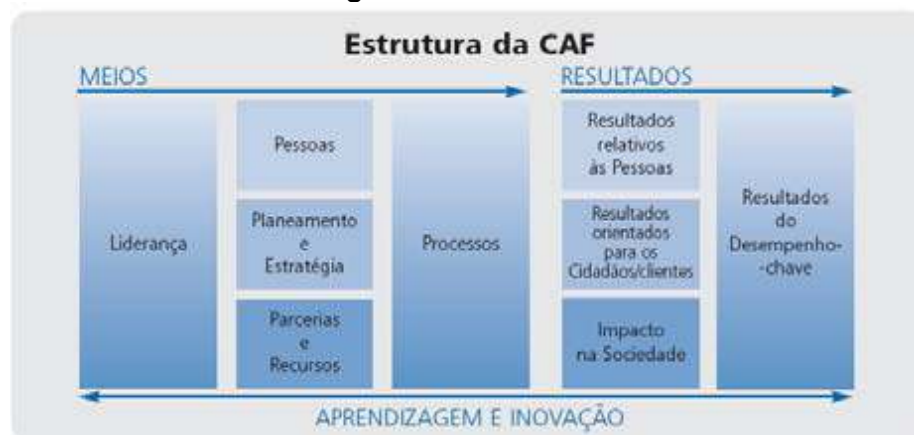 Estrutura da CAF
MEIOS
RESULTADOS
Liderança
Pessoas
Planeamento
e
Estratégia
Parcerias
e
Recursos
Processos
Resultados
relativos
às Pessoas
Resultados
orientados
para os
Cidadãos/clientes
Impacto
na Sociedade
Resultados
do
Desempenho-
-chave
APRENDIZAGEM E INOVAÇÃO